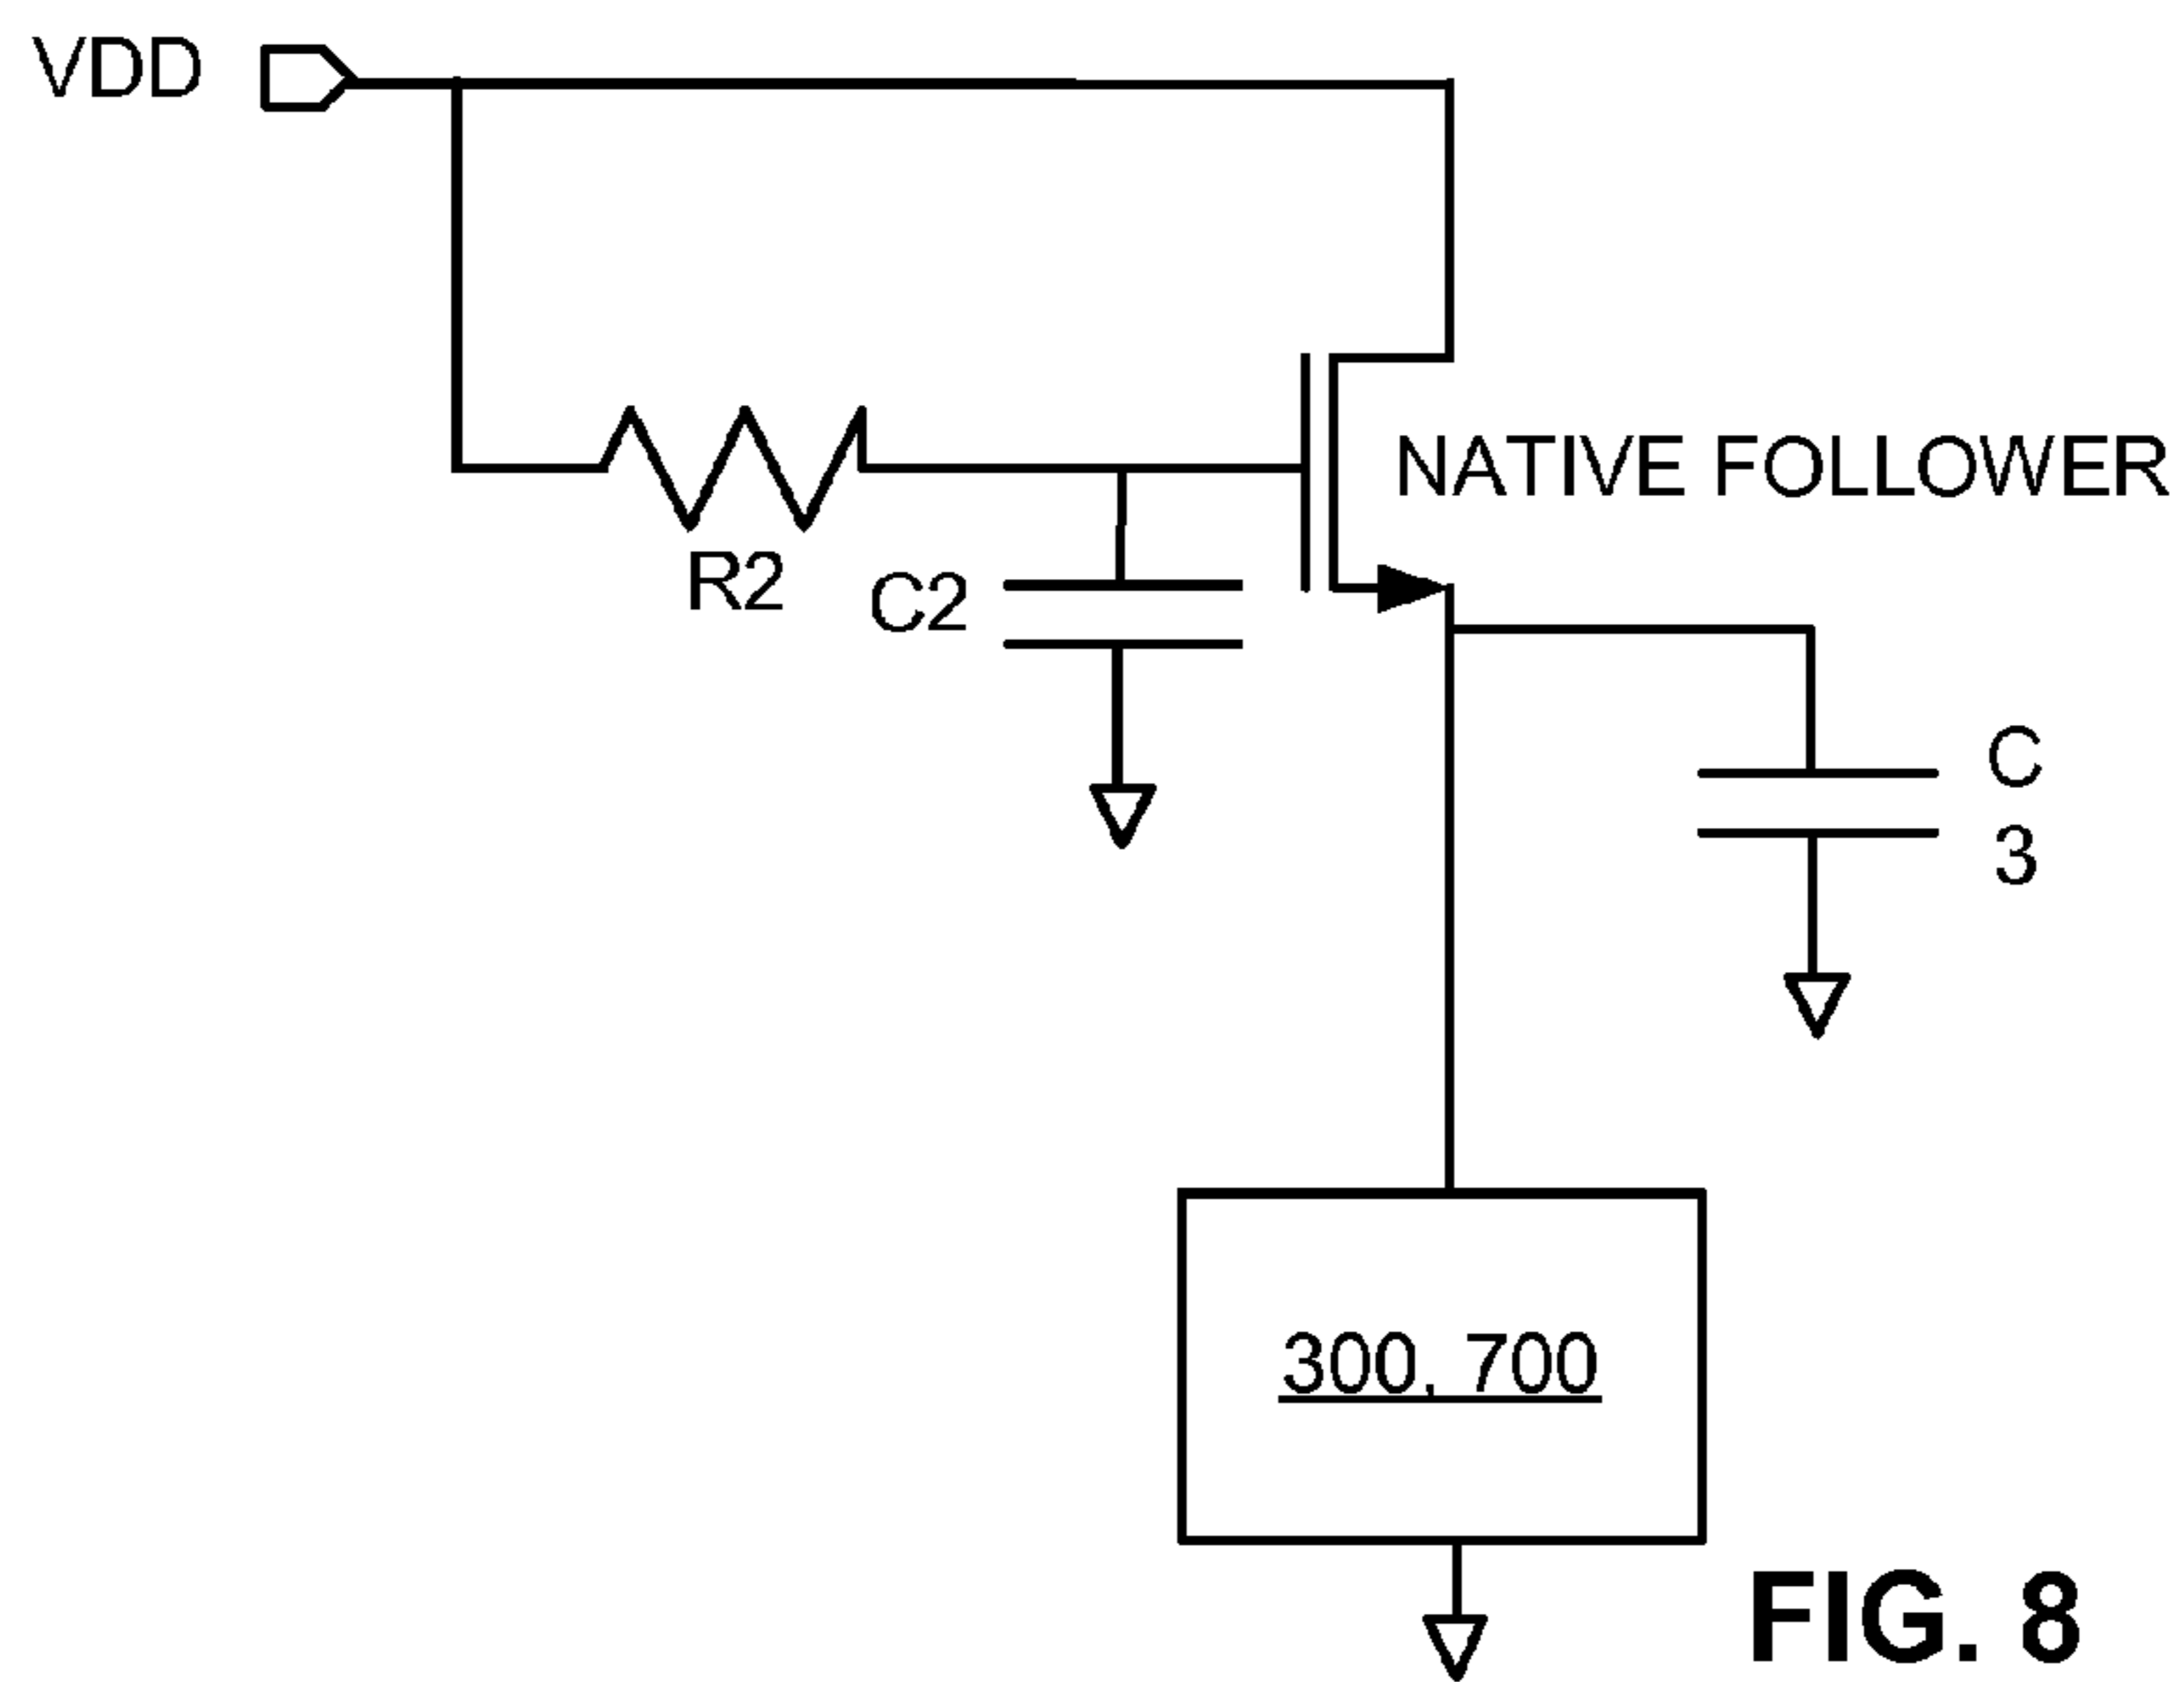 VDD
NATIVE FOLLOWER
R2
C2
C
3
300, 700
FIG. 8